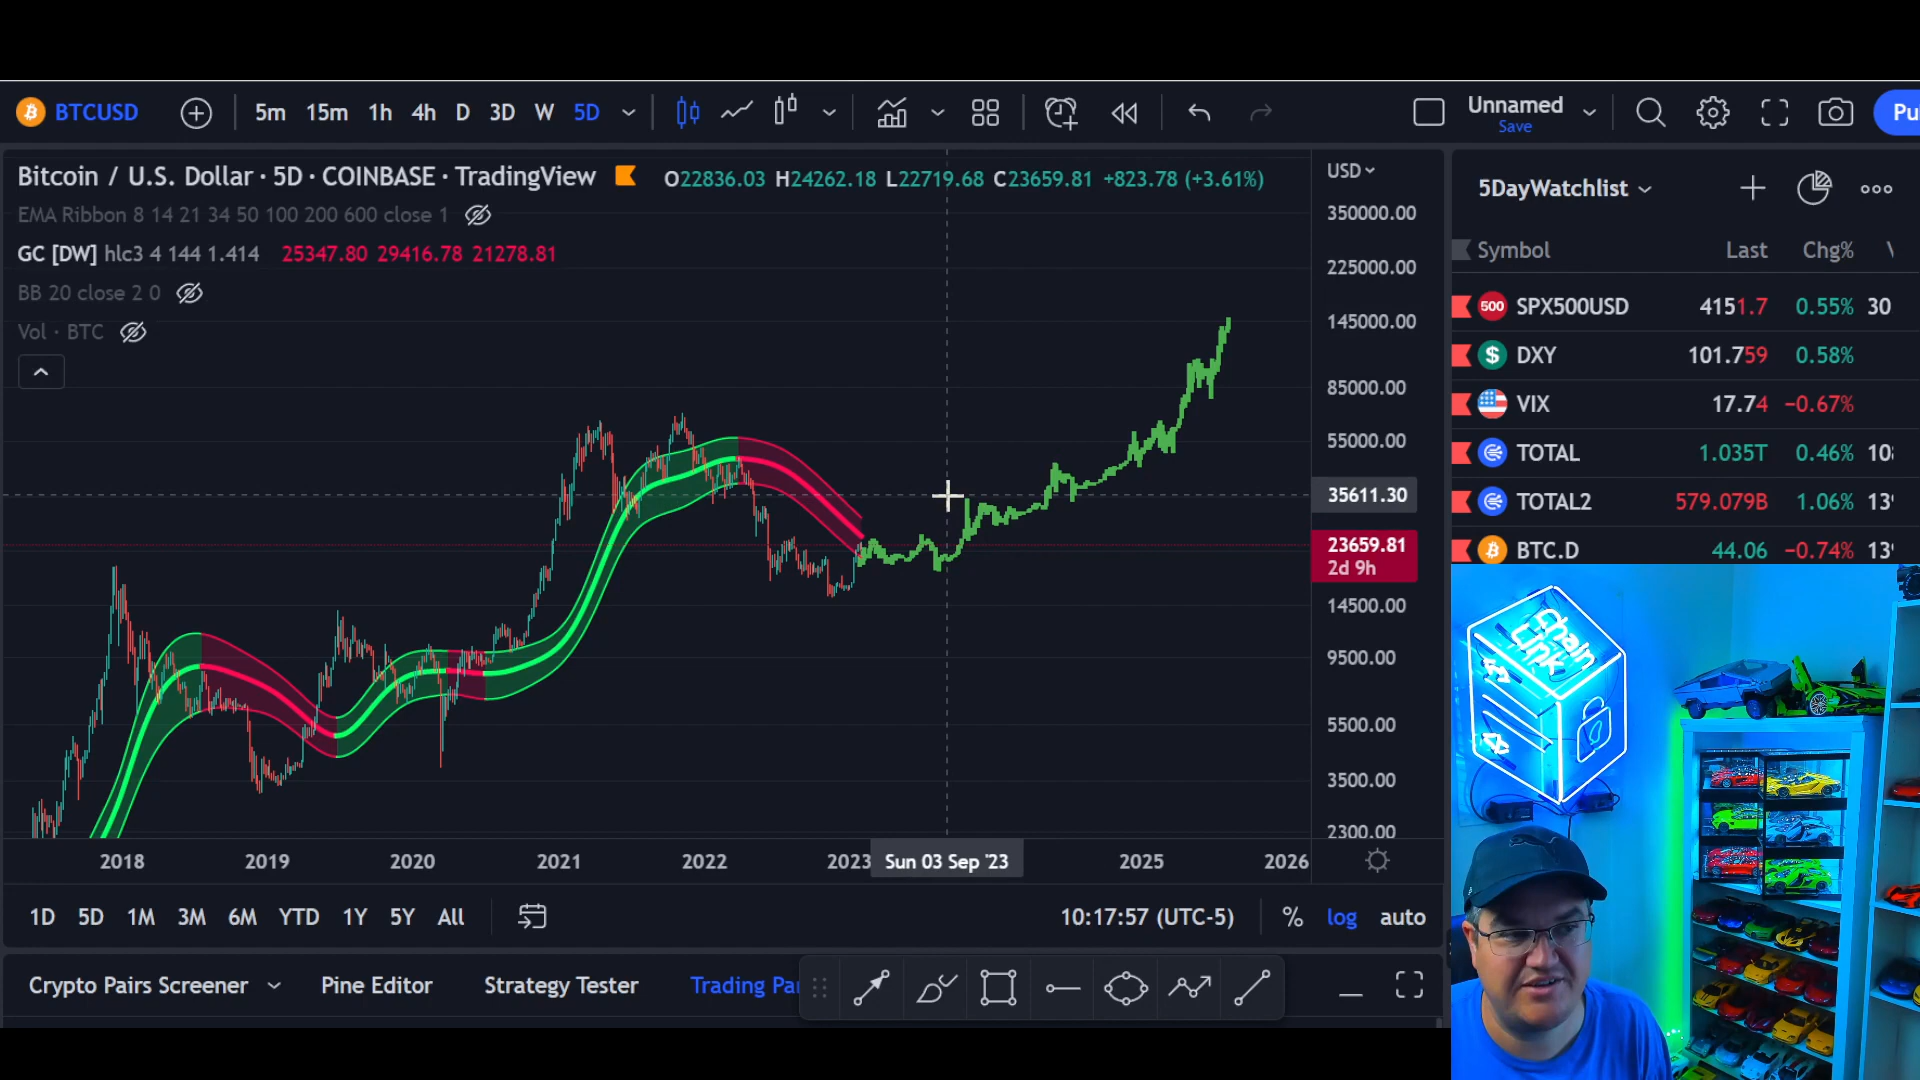 BTCUSD 5m 15m 1h 4h D 3D W 5D Unnamed Pu
Save
Bitcoin / U.S. Dollar · 5D · COINBASE · TradingView O22836.03 H24262.18 L22719.68 C23659.81 +823.78 (+3.61%)
EMA Ribbon 8 14 21 34 50 100 200 600 close 1
GC [DW] hlc3 4 144 1.414 25347.80 29416.78 21278.81
BB 20 close 2 0
Vol · BTC
USD
350000.00
225000.00
145000.00
85000.00
55000.00
35611.30
23659.81
2d 9h
14500.00
9500.00
5500.00
3500.00
2300.00
2018 2019 2020 2021 2022 2023 Sun 03 Sep '23 2025 2026
1D 5D 1M 3M 6M YTD 1Y 5Y All 10:17:57 (UTC-5) % log auto
Crypto Pairs Screener Pine Editor Strategy Tester Trading Pa
5DayWatchlist
Symbol Last Chg%
500 SPX500USD 4151.7 0.55% 30
$ DXY 101.759 0.58%
VIX 17.74 −0.67%
TOTAL 1.035T 0.46% 10
TOTAL2 579.079B 1.06% 13
BTC.D 44.06 −0.74% 13
Chain
Link